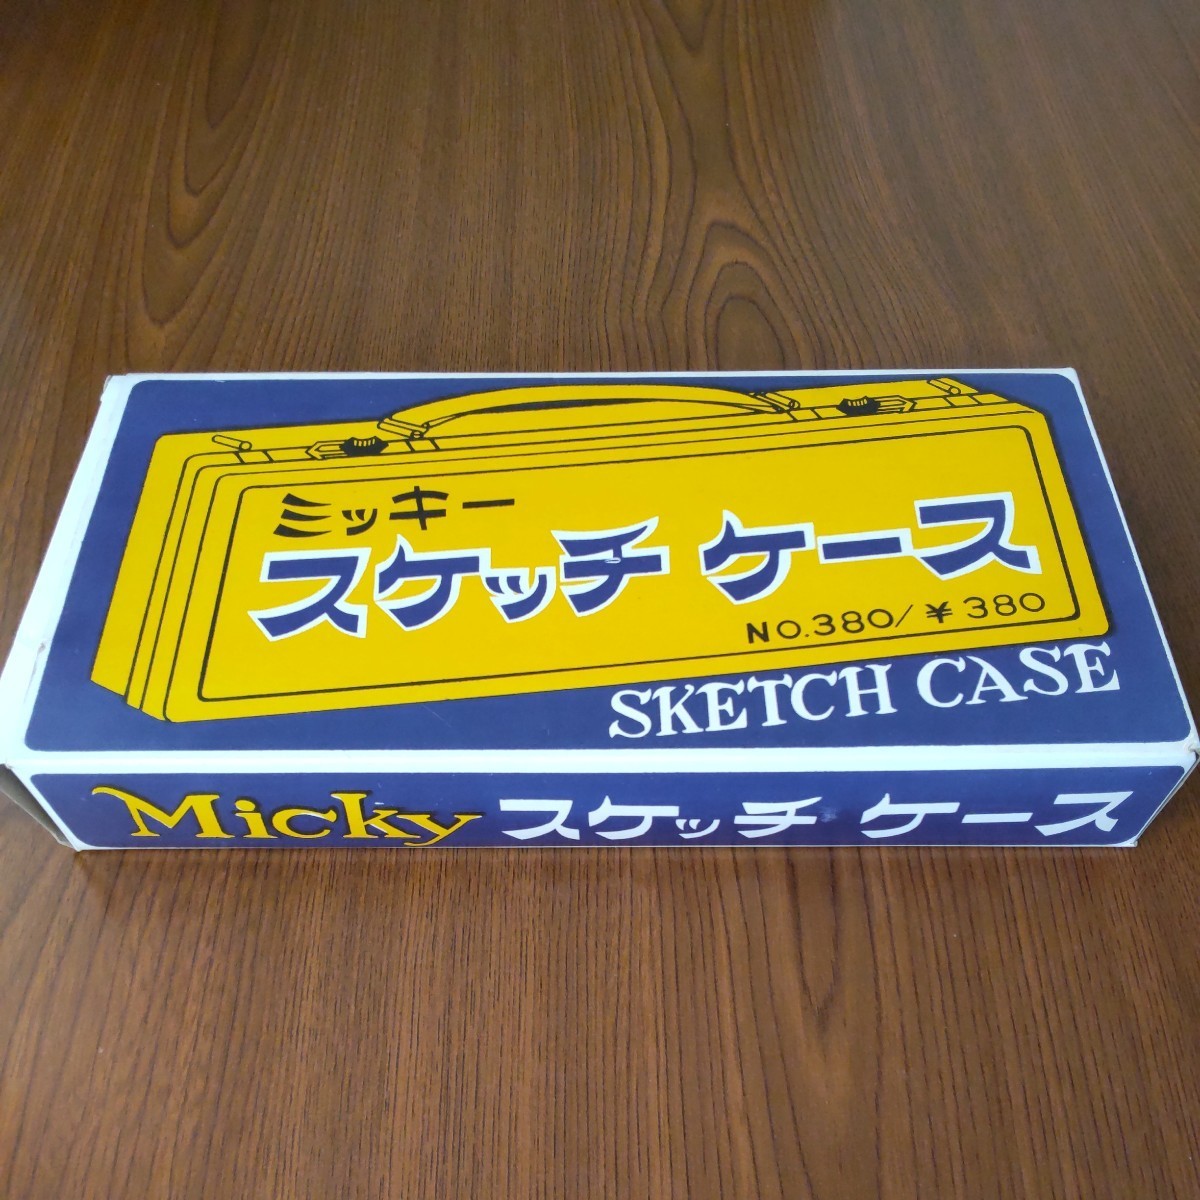 ミッキー
スケッチ ケース
NO.380/¥380
SKETCH CASE
Micky スケッチ ケース